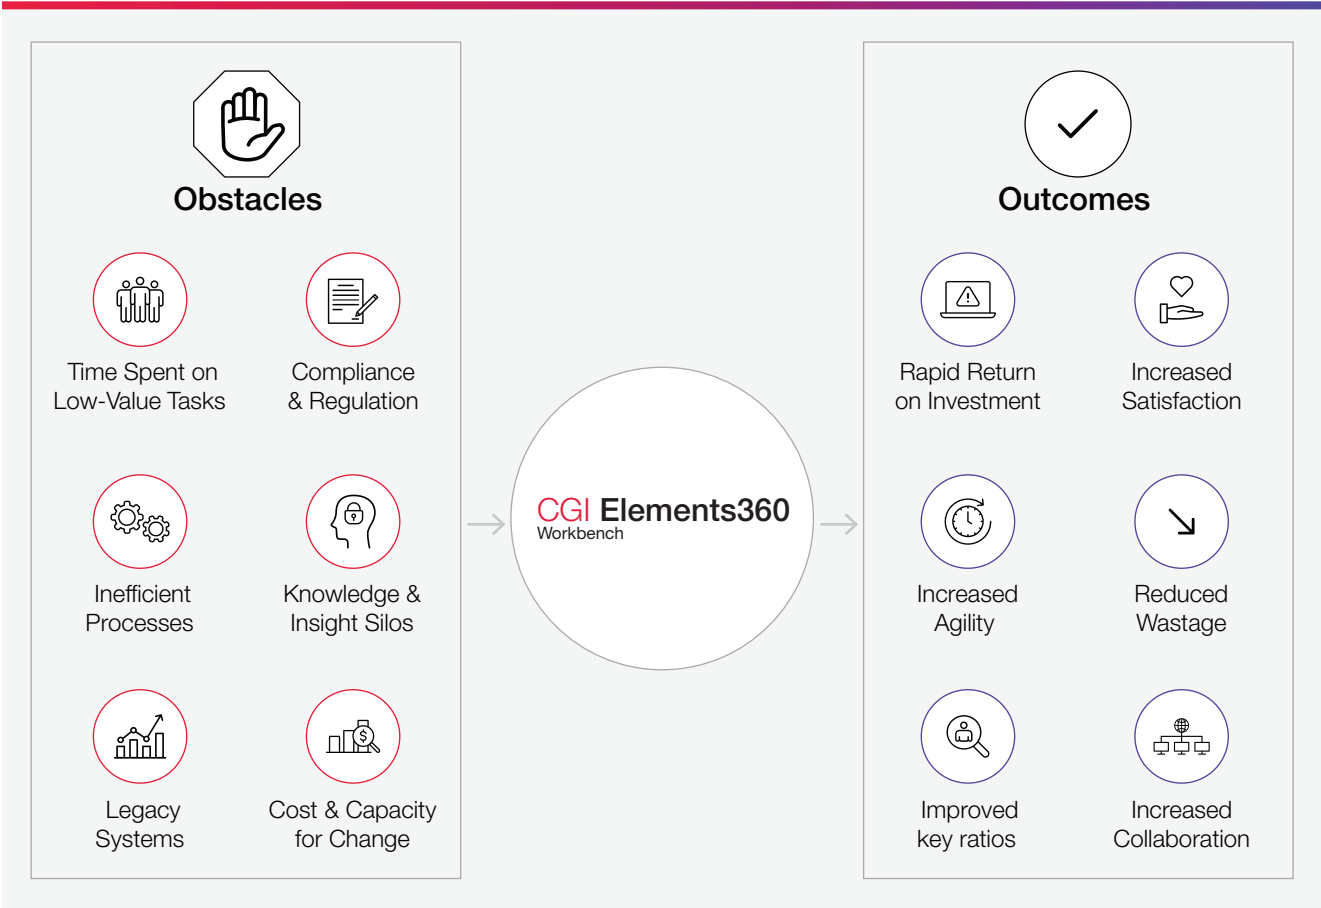 Obstacles
Time Spent on
Low-Value Tasks
Compliance
& Regulation
Inefficient
Processes
Knowledge &
Insight Silos
Legacy
Systems
$
Cost & Capacity
for Change
CGI Elements360
Workbench
Outcomes
Rapid Return
on Investment
Increased
Satisfaction
Increased
Agility
Reduced
Wastage
Improved
key ratios
Increased
Collaboration